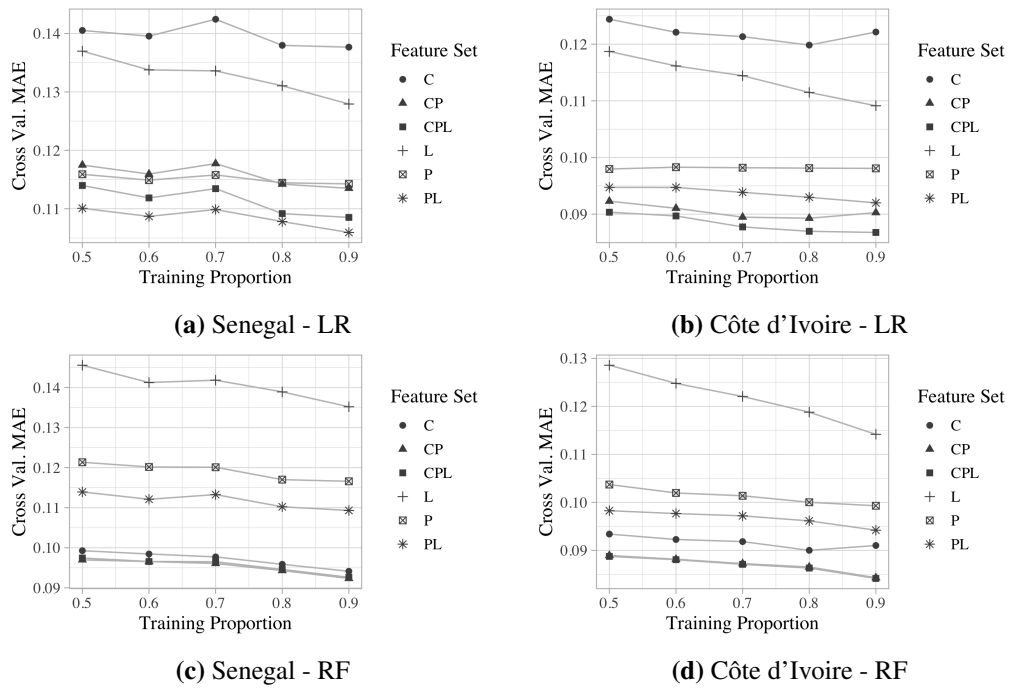 Cross Val. MAE
0.14
0.13
0.12
0.11
0.5 0.6 0.7 0.8 0.9
Training Proportion
Feature Set
C
CP
CPL
L
P
PL
(a) Senegal - LR
Cross Val. MAE
0.12
0.11
0.10
0.09
0.5 0.6 0.7 0.8 0.9
Training Proportion
Feature Set
C
CP
CPL
L
P
PL
(b) Côte d'Ivoire - LR
Cross Val. MAE
0.14
0.12
0.11
0.10
0.09
0.5 0.6 0.7 0.8 0.9
Training Proportion
Feature Set
C
CP
CPL
L
P
PL
(c) Senegal - RF
Cross Val. MAE
0.13
0.12
0.10
0.09
0.5 0.6 0.7 0.8 0.9
Training Proportion
Feature Set
C
CP
CPL
L
P
PL
(d) Côte d'Ivoire - RF